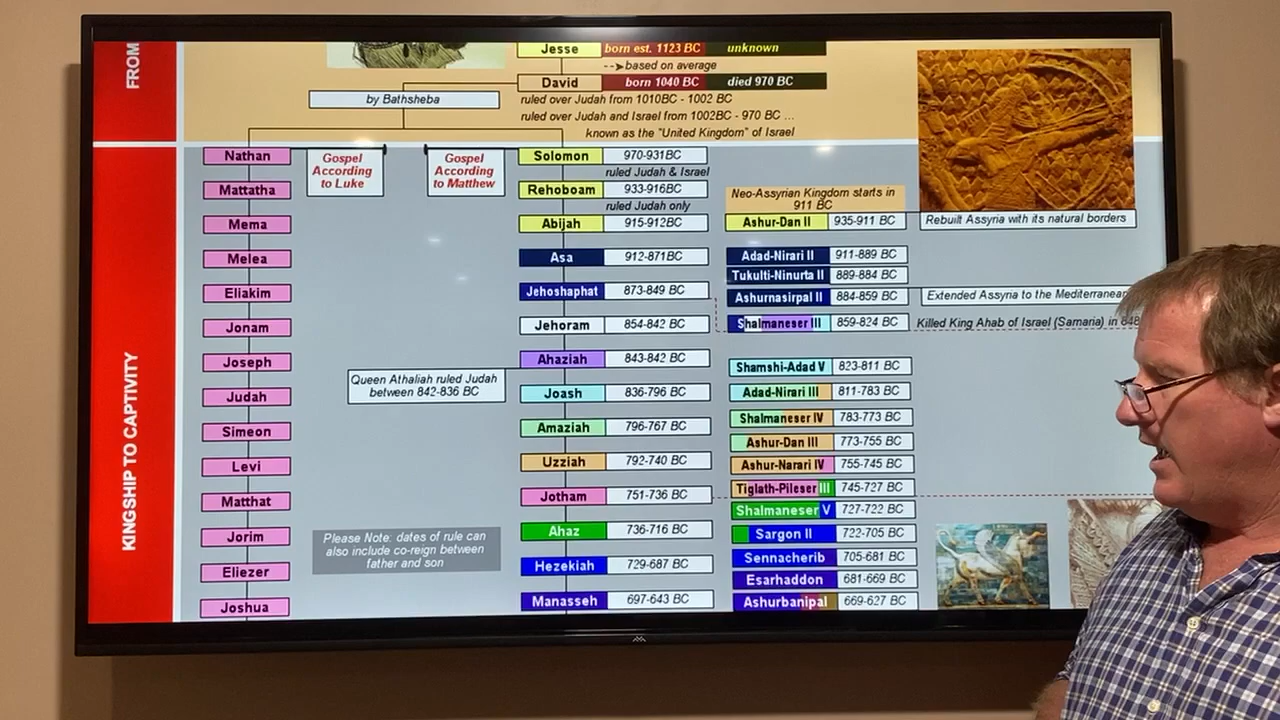 FROM
Jesse born est. 1123 BC unknown
-->based on average
David born 1040 BC died 970 BC
by Bathsheba
ruled over Judah from 1010BC - 1002 BC
ruled over Judah and Israel from 1002BC - 970 BC ...
known as the "United Kingdom" of Israel
KINGSHIP TO CAPTIVITY
Nathan
Mattatha
Mema
Melea
Eliakim
Jonam
Joseph
Judah
Simeon
Levi
Matthat
Jorim
Eliezer
Joshua
Gospel
According
to Luke
Gospel
According
to Matthew
Queen Athaliah ruled Judah
between 842-836 BC
Please Note: dates of rule can
also include co-reign between
father and son
Solomon 970-931BC
ruled Judah & Israel
Rehoboam 933-916BC
ruled Judah only
Abijah 915-912BC
Asa 912-871BC
Jehoshaphat 873-849 BC
Jehoram 854-842 BC
Ahaziah 843-842 BC
Joash 836-796 BC
Amaziah 796-767 BC
Uzziah 792-740 BC
Jotham 751-736 BC
Ahaz 736-716 BC
Hezekiah 729-687 BC
Manasseh 697-643 BC
Neo-Assyrian Kingdom starts in
911 BC
Ashur-Dan II 935-911 BC Rebuilt Assyria with its natural borders
Adad-Nirari II 911-889 BC
Tukulti-Ninurta II 889-884 BC
Ashurnasirpal II 884-859 BC Extended Assyria to the Mediterranean
Shalmaneser III 859-824 BC Killed King Ahab of Israel (Samaria) in 848
Shamshi-Adad V 823-811 BC
Adad-Nirari III 811-783 BC
Shalmaneser IV 783-773 BC
Ashur-Dan III 773-755 BC
Ashur-Narari IV 755-745 BC
Tiglath-Pileser III 745-727 BC
Shalmaneser V 727-722 BC
Sargon II 722-705 BC
Sennacherib 705-681 BC
Esarhaddon 681-669 BC
Ashurbanipal 669-627 BC